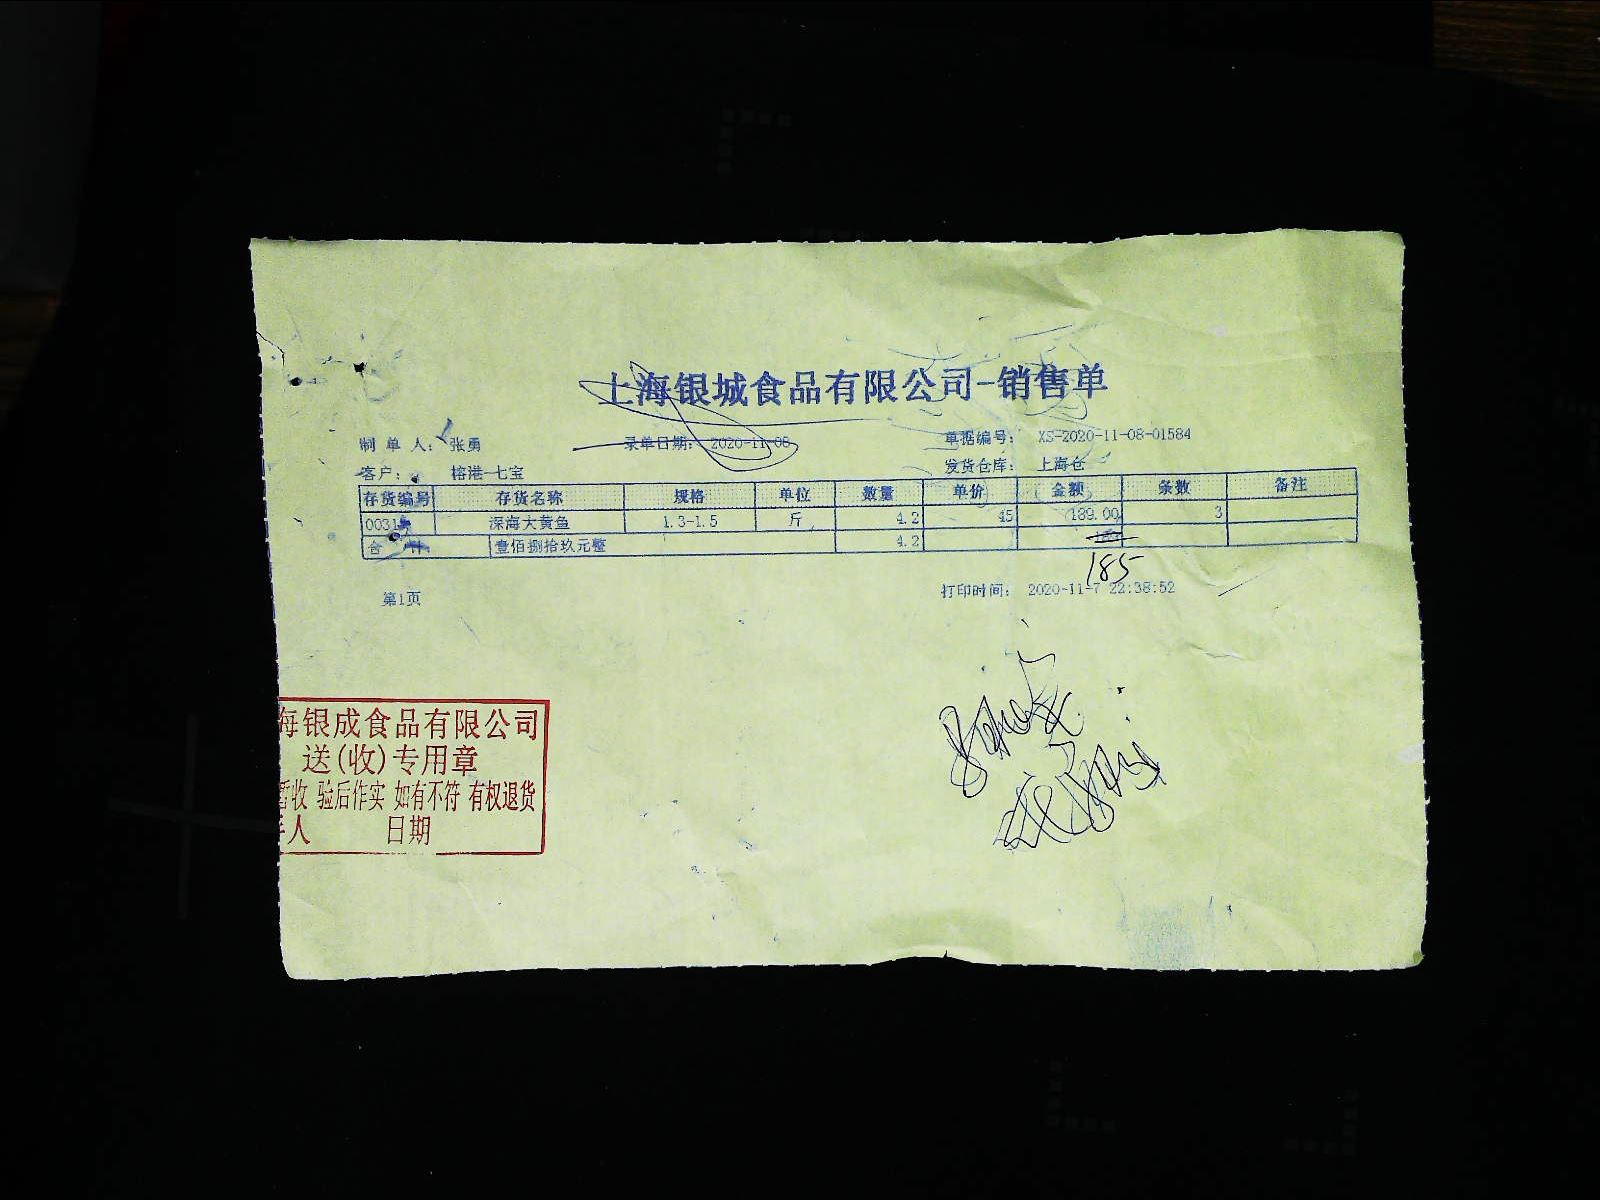 上海银城食品有限公司-销售单
制 单 人： 张勇 录单日期： 2020-11-08 单据编号： XS-2020-11-08-01584
客户： 榕港-七宝 发货仓库： 上海仓
存货编号 存货名称 规格 单位 数量 单价 金额 条数 备注
0031 深海大黄鱼 1.3-1.5 斤 4.2 45 189.00 3
合 计 壹佰捌拾玖元整 4.2
185
第1页 打印时间： 2020-11-7 22:38:52
海银成食品有限公司
送(收)专用章
暂收 验后作实 如有不符 有权退货
人 日期